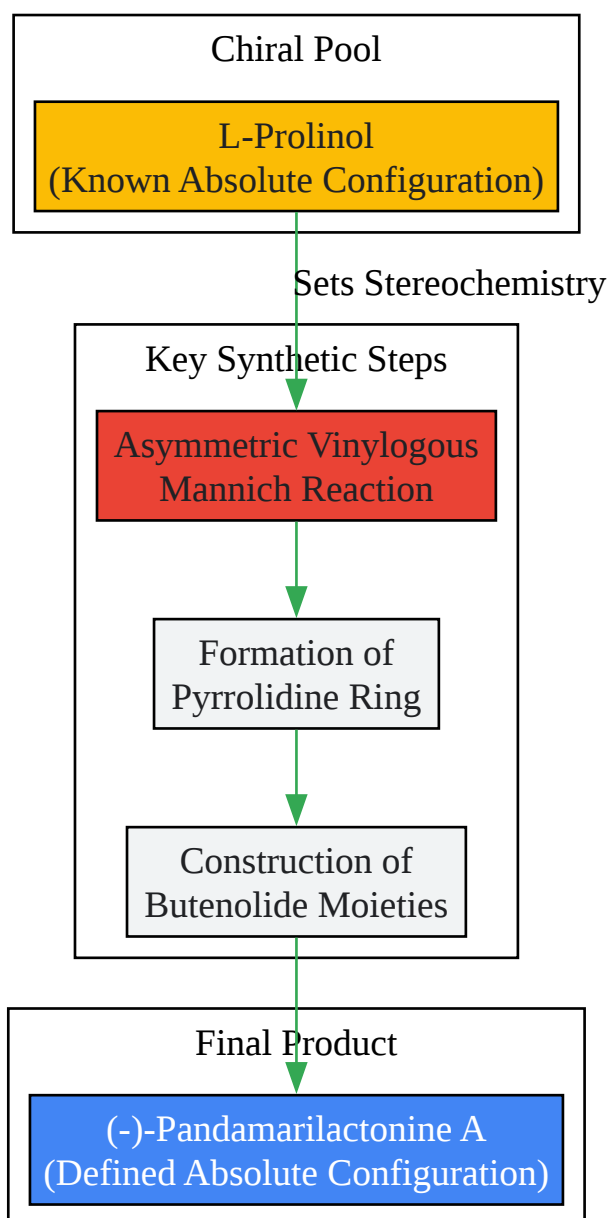 Chiral Pool
L-Prolinol
(Known Absolute Configuration)
Sets Stereochemistry
Key Synthetic Steps
Asymmetric Vinylogous
Mannich Reaction
Formation of
Pyrrolidine Ring
Construction of
Butenolide Moieties
Final Product
(-)-Pandamarilactonine A
(Defined Absolute Configuration)